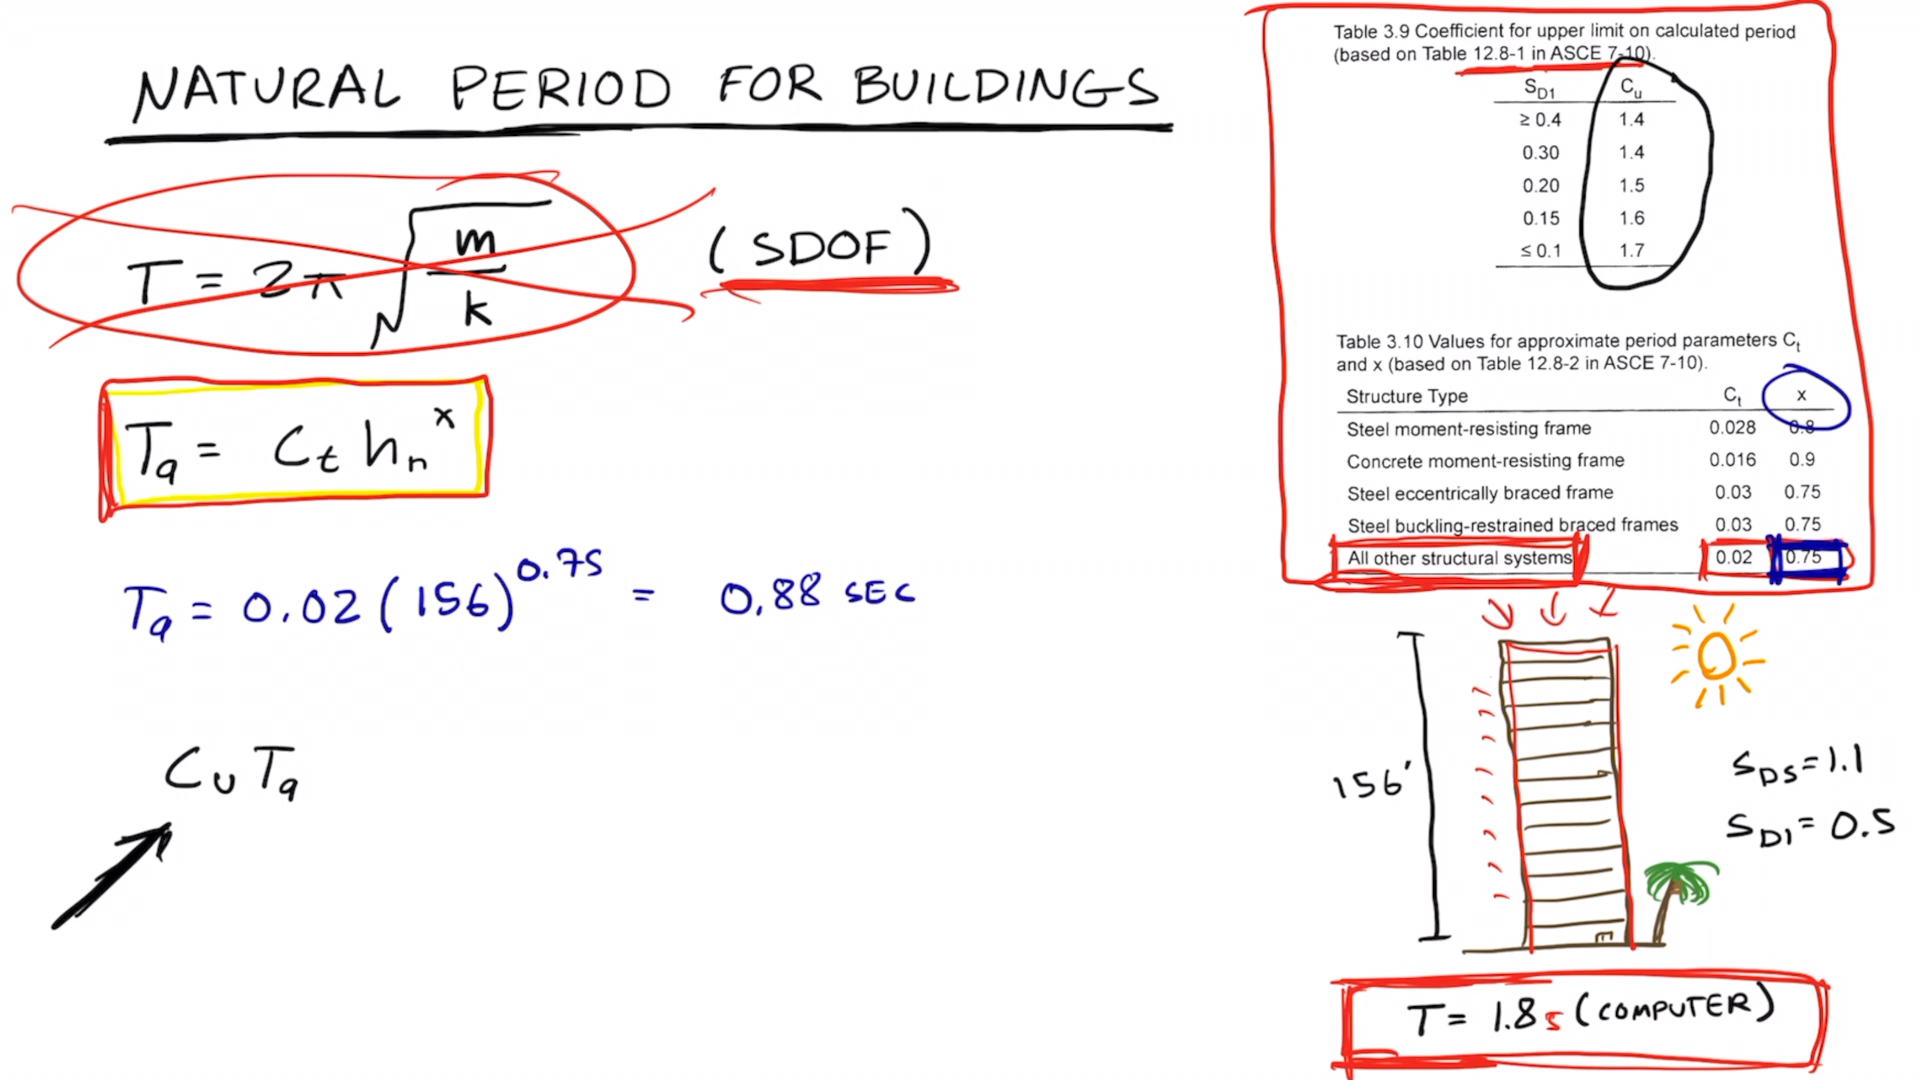 NATURAL PERIOD FOR BUILDINGS
T = 2π √(m/k) (SDOF)
Ta = Ct hn^x
Ta = 0.02 (156)^0.75 = 0.88 SEC
Cu Ta
Table 3.9 Coefficient for upper limit on calculated period
(based on Table 12.8-1 in ASCE 7-10).
SD1 Cu
≥ 0.4 1.4
0.30 1.4
0.20 1.5
0.15 1.6
≤ 0.1 1.7
Table 3.10 Values for approximate period parameters Ct
and x (based on Table 12.8-2 in ASCE 7-10).
Structure Type Ct x
Steel moment-resisting frame 0.028 0.8
Concrete moment-resisting frame 0.016 0.9
Steel eccentrically braced frame 0.03 0.75
Steel buckling-restrained braced frames 0.03 0.75
All other structural systems 0.02 0.75
156'
SDS = 1.1
SD1 = 0.5
T = 1.8s (COMPUTER)